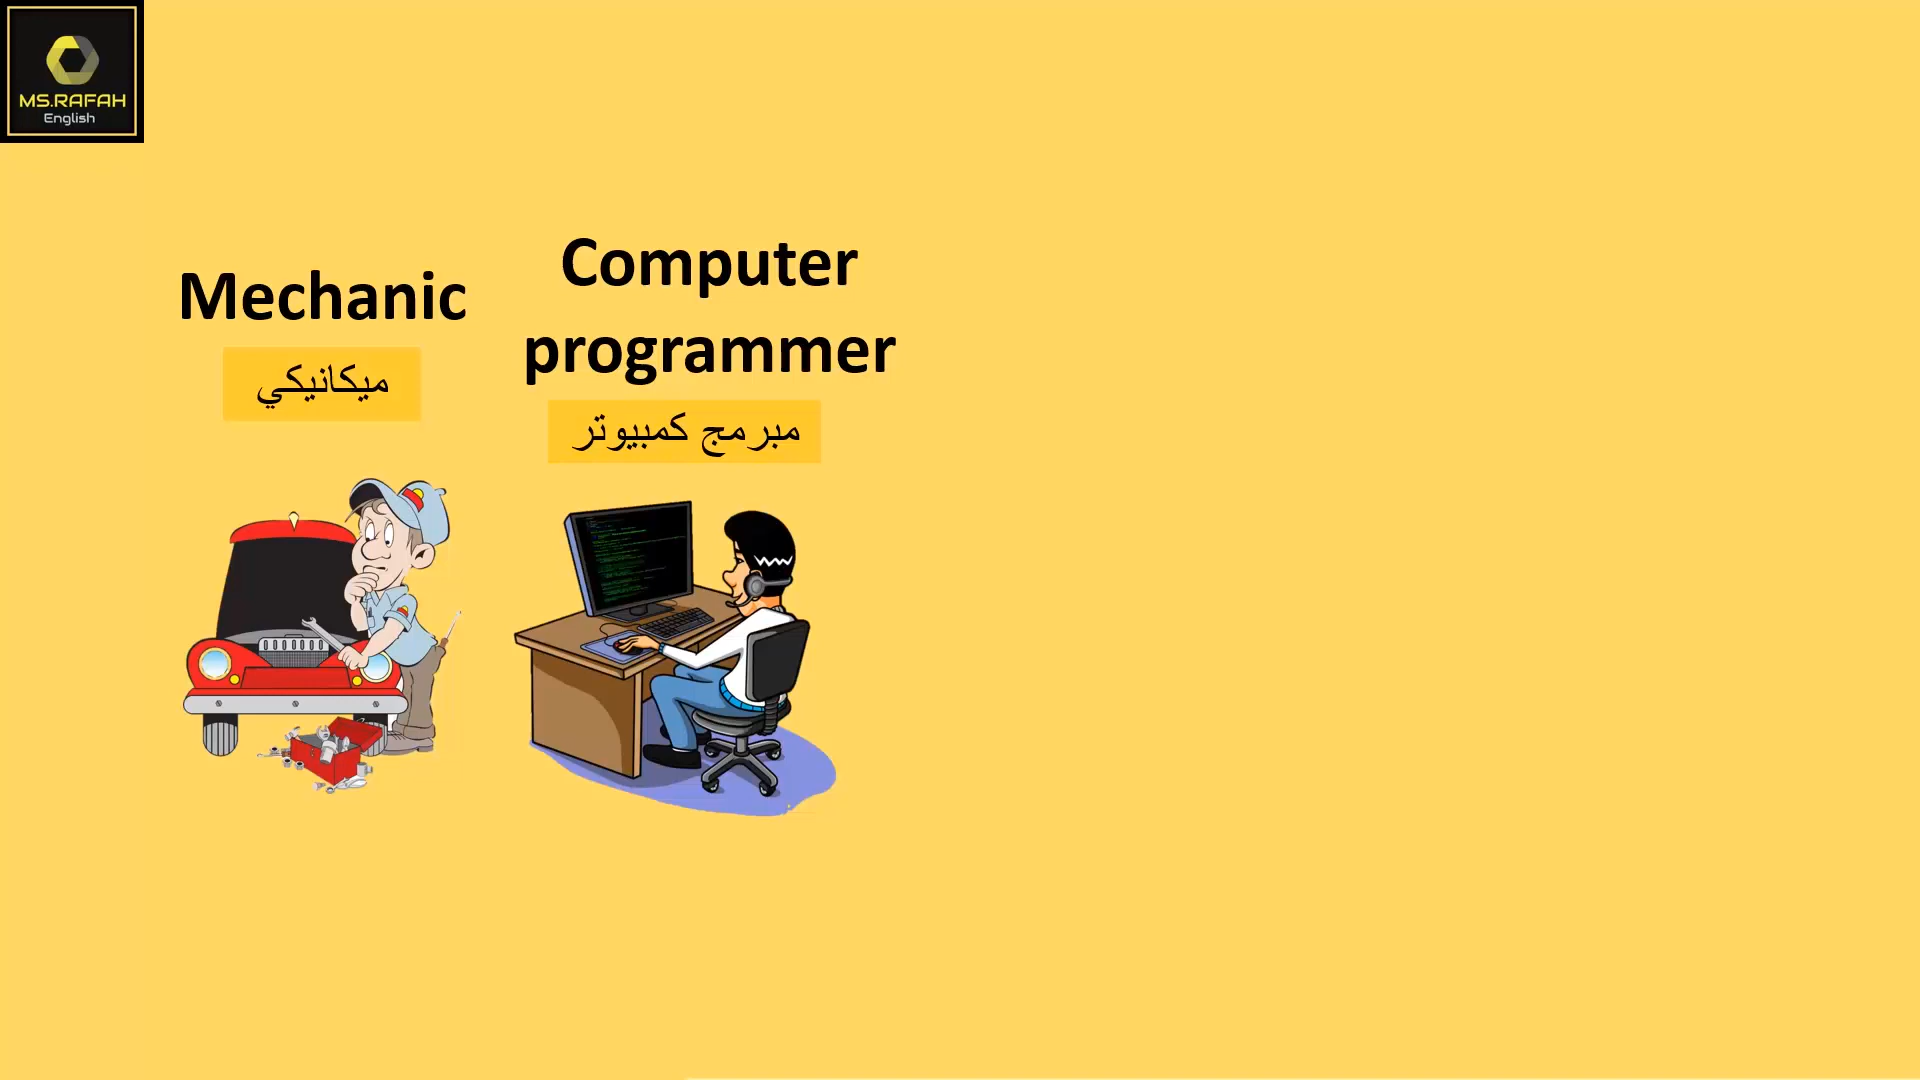 MS.RAFAH
English
Mechanic
ميكانيكي
Computer
programmer
مبرمج كمبيوتر